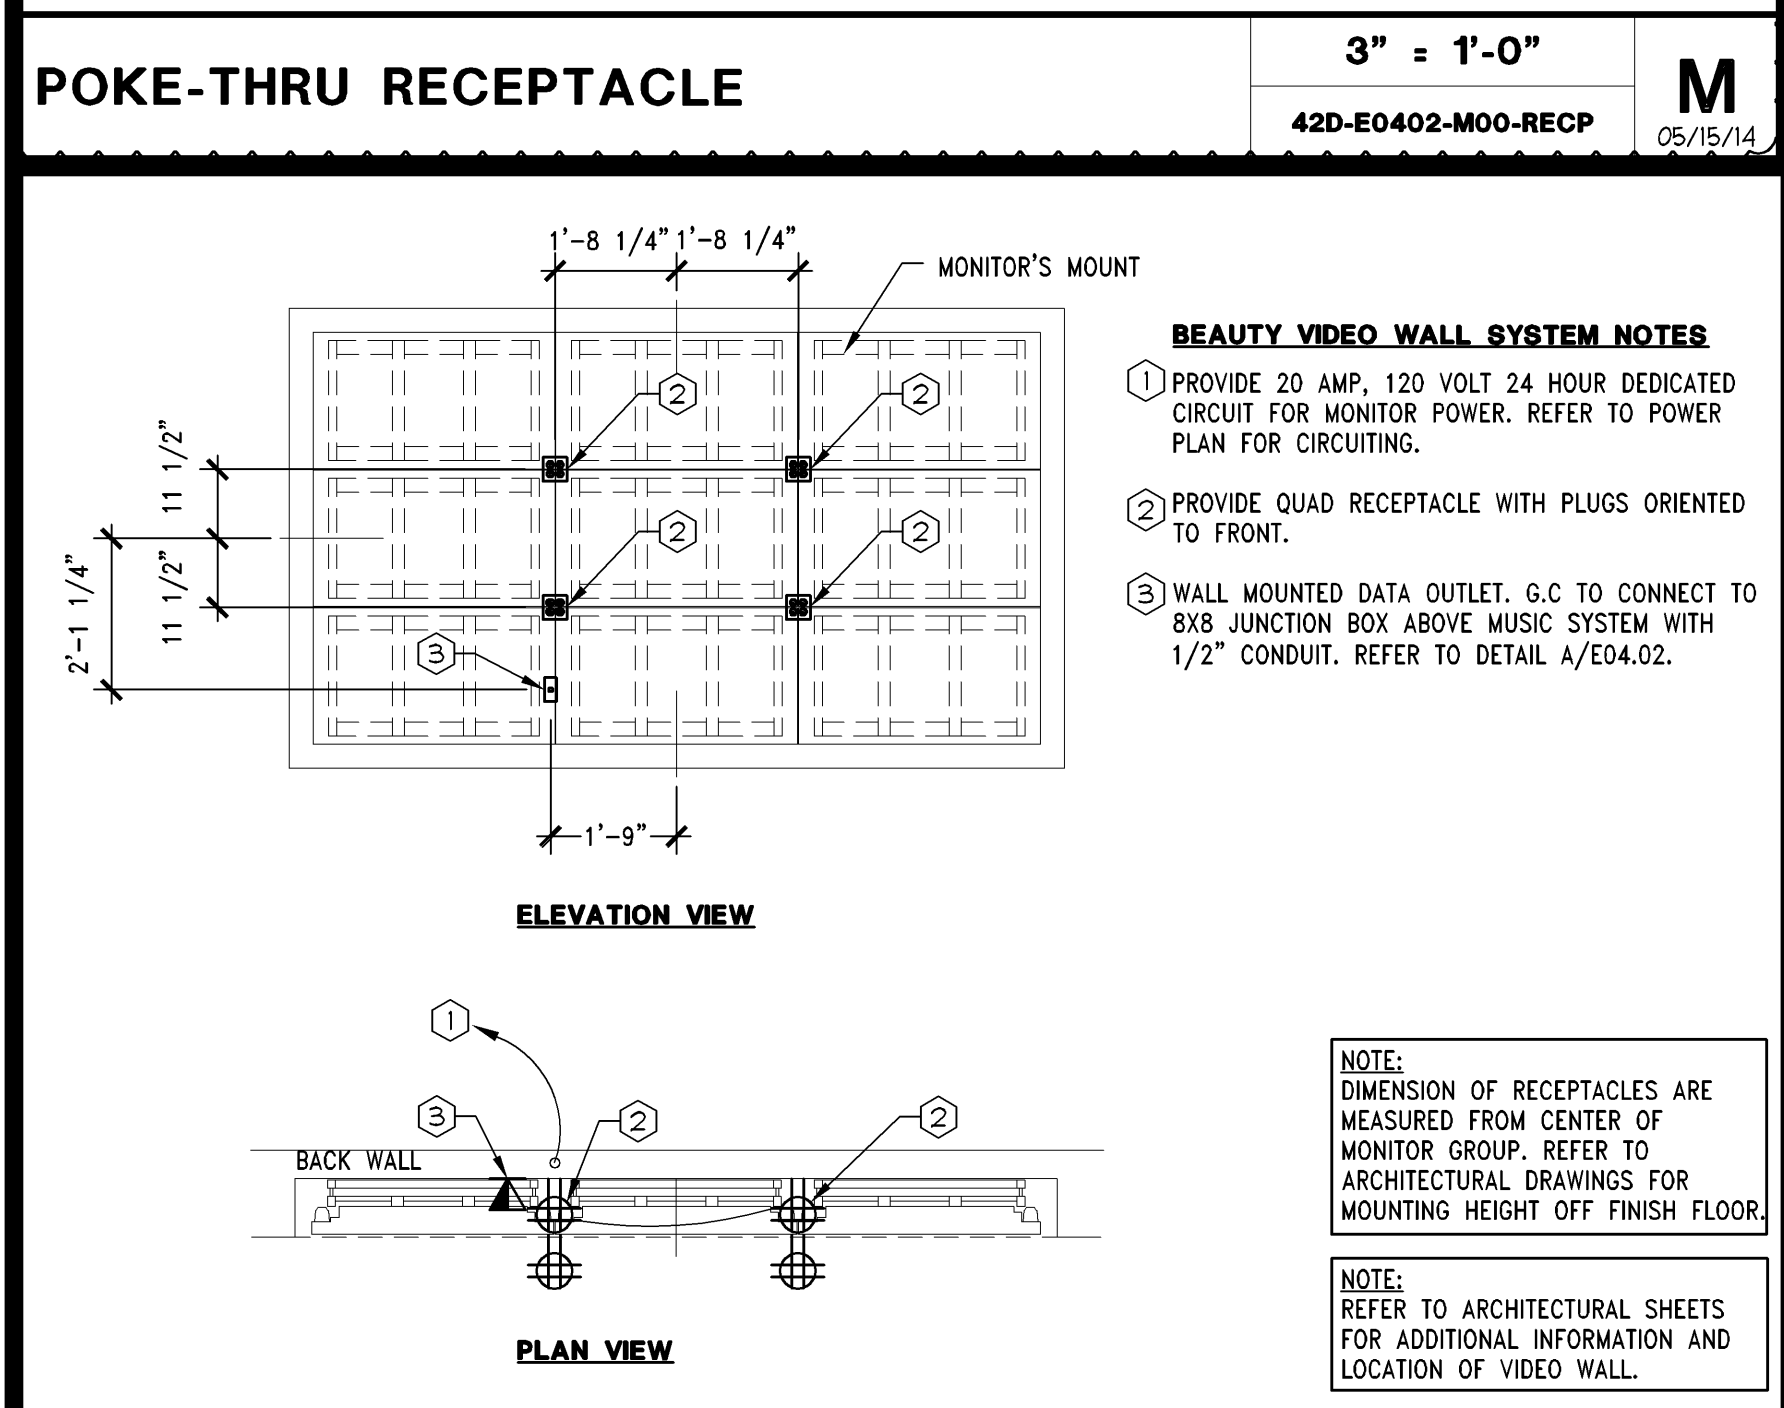 POKE-THRU RECEPTACLE
3" = 1'-0"
42D-E0402-M00-RECP
M
05/15/14
1'-8 1/4" 1'-8 1/4"
MONITOR'S MOUNT
2
2
2
2
3
11 1/2"
11 1/2"
2'-1 1/4"
1'-9"
ELEVATION VIEW
BEAUTY VIDEO WALL SYSTEM NOTES
1 PROVIDE 20 AMP, 120 VOLT 24 HOUR DEDICATED
CIRCUIT FOR MONITOR POWER. REFER TO POWER
PLAN FOR CIRCUITING.
2 PROVIDE QUAD RECEPTACLE WITH PLUGS ORIENTED
TO FRONT.
3 WALL MOUNTED DATA OUTLET. G.C TO CONNECT TO
8X8 JUNCTION BOX ABOVE MUSIC SYSTEM WITH
1/2" CONDUIT. REFER TO DETAIL A/E04.02.
1
3
2
2
BACK WALL
PLAN VIEW
NOTE:
DIMENSION OF RECEPTACLES ARE
MEASURED FROM CENTER OF
MONITOR GROUP. REFER TO
ARCHITECTURAL DRAWINGS FOR
MOUNTING HEIGHT OFF FINISH FLOOR.
NOTE:
REFER TO ARCHITECTURAL SHEETS
FOR ADDITIONAL INFORMATION AND
LOCATION OF VIDEO WALL.